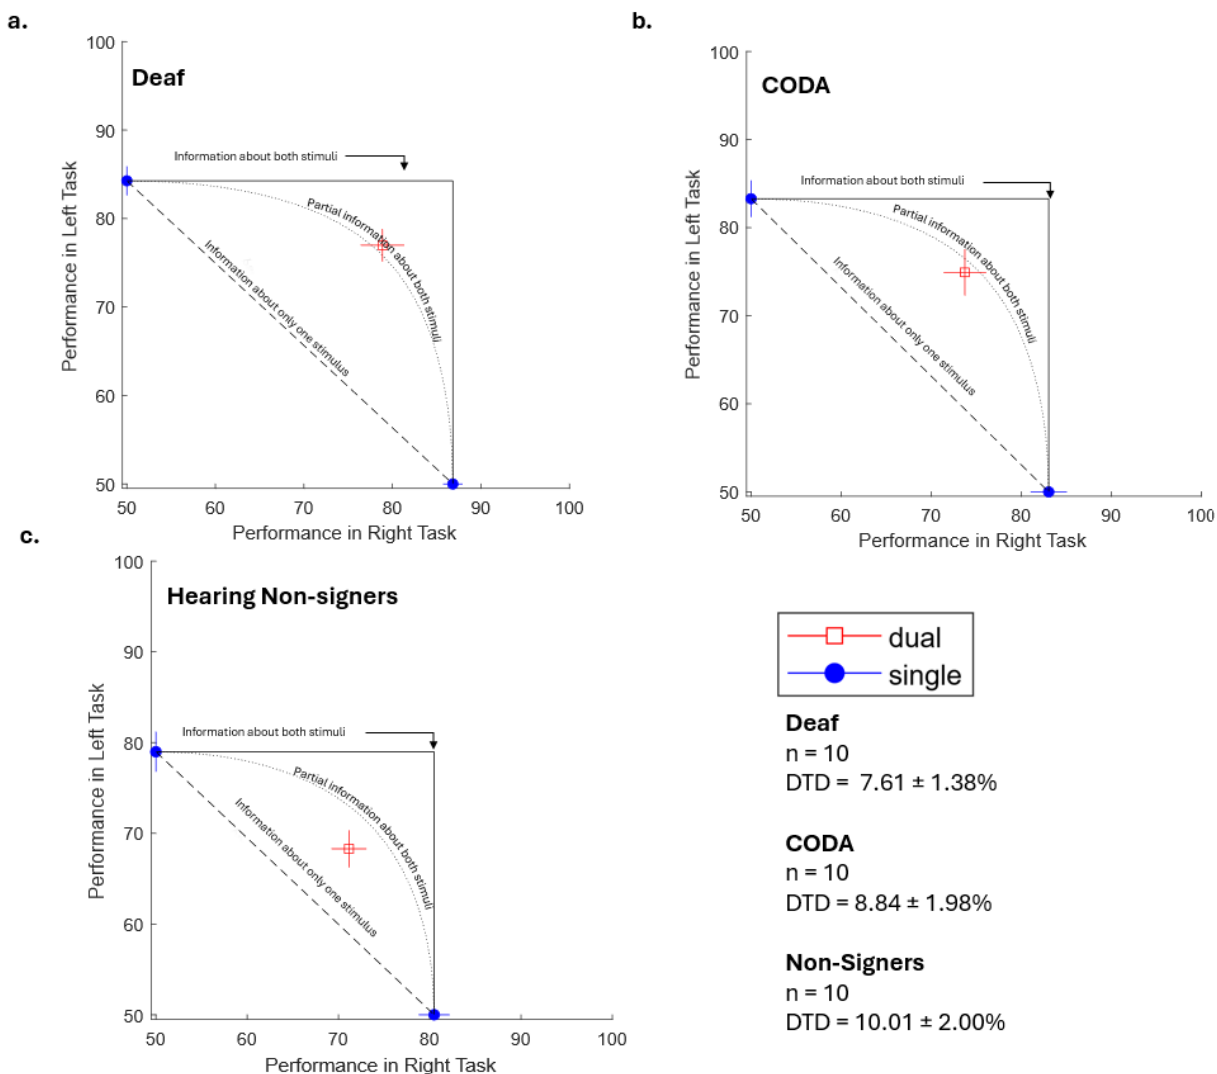 a.
Deaf
Performance in Left Task
100
90
80
70
60
50
Information about both stimuli
Partial information about both stimuli
Information about only one stimulus
50 60 70 80 90 100
Performance in Right Task
b.
CODA
Performance in Left Task
100
90
80
70
60
50
Information about both stimuli
Partial information about both stimuli
Information about only one stimulus
50 60 70 80 90 100
Performance in Right Task
c.
Hearing Non-signers
Performance in Left Task
100
90
80
70
60
50
Information about both stimuli
Partial information about both stimuli
Information about only one stimulus
50 60 70 80 90 100
Performance in Right Task
dual
single
Deaf
n = 10
DTD = 7.61 ± 1.38%
CODA
n = 10
DTD = 8.84 ± 1.98%
Non-Signers
n = 10
DTD = 10.01 ± 2.00%